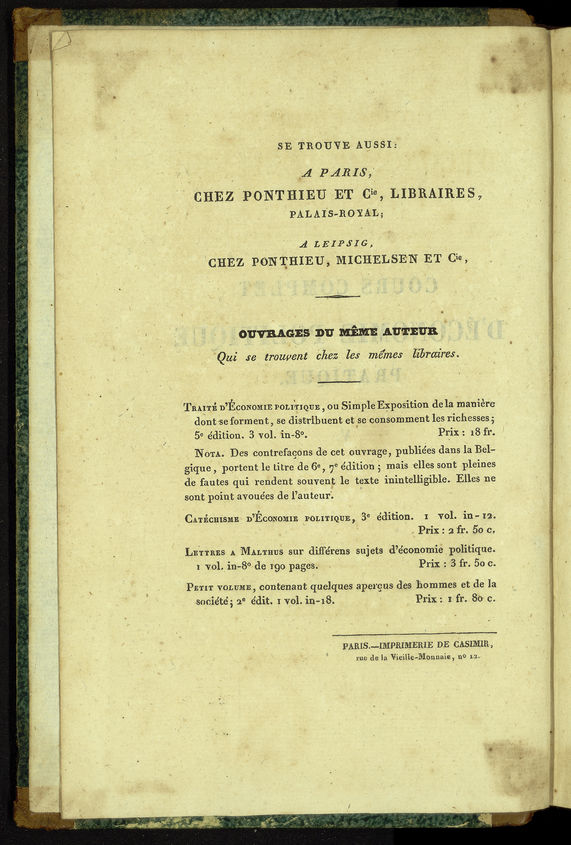 SE TROUVE AUSSI:
A PARIS,
CHEZ PONTHIEU ET Cie, LIBRAIRES,
PALAIS-ROYAL;
A LEIPSIG,
CHEZ PONTHIEU, MICHELSEN ET Cie,
OUVRAGES DU MÊME AUTEUR
Qui se trouvent chez les mêmes libraires.
TRAITÉ D'ÉCONOMIE POLITIQUE, ou Simple Exposition de la manière
dont se forment, se distribuent et se consomment les richesses;
5e édition. 3 vol. in-8o. Prix : 18 fr.
NOTA. Des contrefaçons de cet ouvrage, publiées dans la Bel-
gique, portent le titre de 6e, 7e édition; mais elles sont pleines
de fautes qui rendent souvent le texte inintelligible. Elles ne
sont point avouées de l'auteur.
CATÉCHISME D'ÉCONOMIE POLITIQUE, 3e édition. 1 vol. in-12.
Prix : 2 fr. 50 c.
LETTRES A MALTHUS sur différens sujets d'économie politique.
1 vol. in-8o de 190 pages. Prix : 3 fr. 50 c.
PETIT VOLUME, contenant quelques aperçus des hommes et de la
société; 2e édit. 1 vol. in-18. Prix : 1 fr. 80 c.
PARIS.—IMPRIMERIE DE CASIMIR,
rue de la Vieille-Monnaie, no 12.